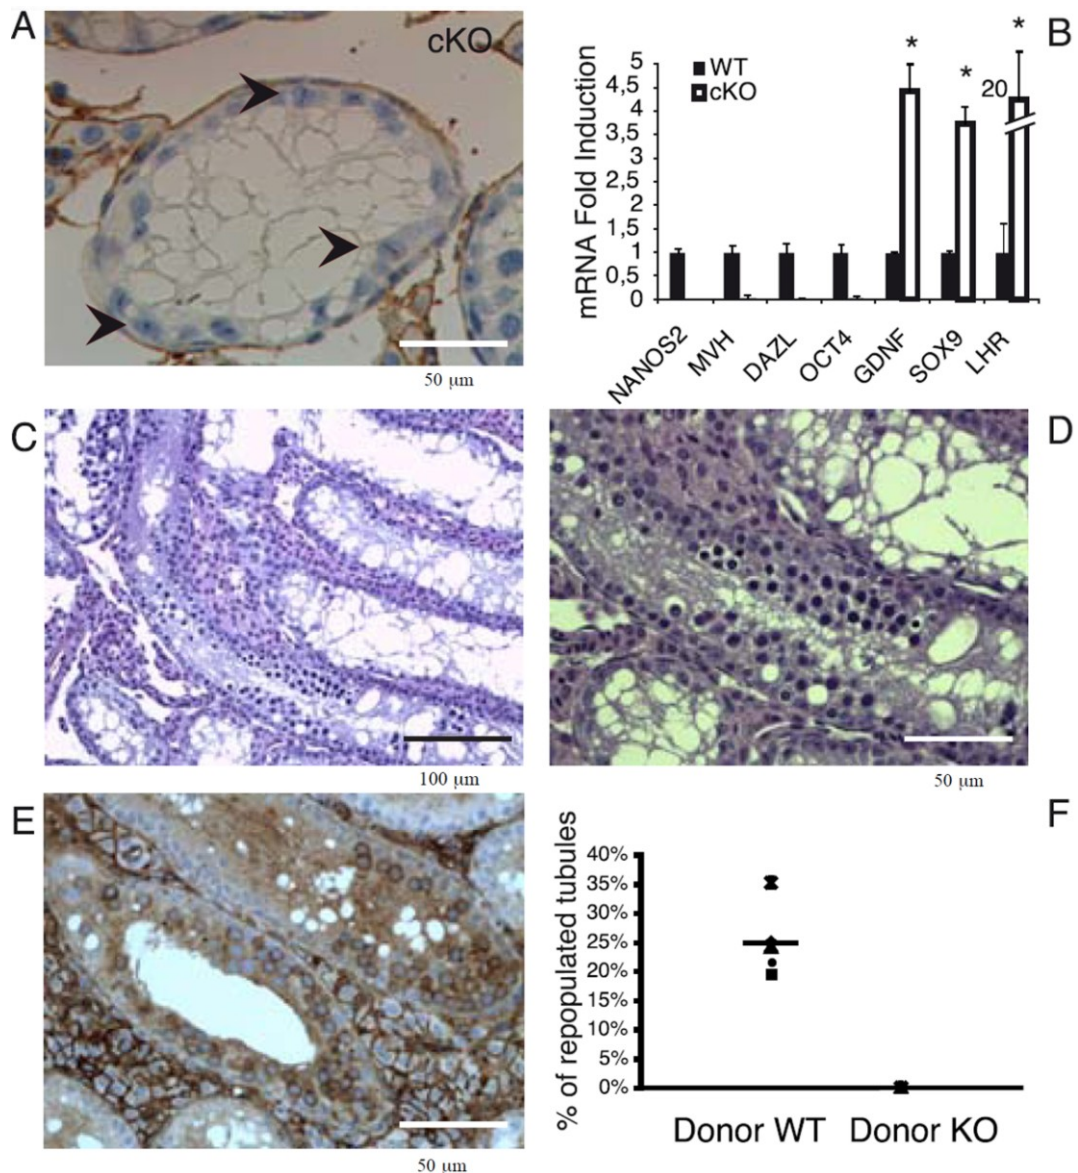 A
cKO
50 μm
B
mRNA Fold Induction
5
4,5
4
3,5
3
2,5
2
1,5
1
0,5
0
WT
cKO
*
*
*
20
NANOS2
MVH
DAZL
OCT4
GDNF
SOX9
LHR
C
100 μm
D
50 μm
E
50 μm
F
% of repopulated tubules
40%
35%
30%
25%
20%
15%
10%
5%
0%
Donor WT Donor KO